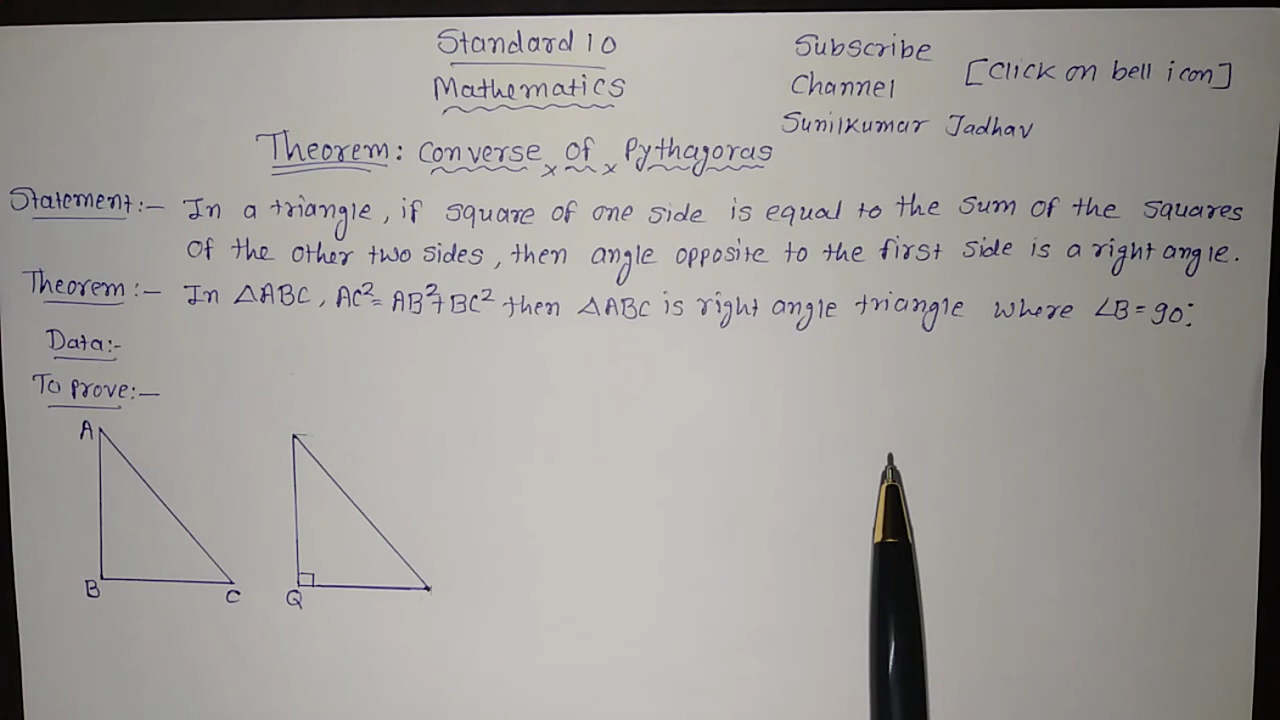 Standard 10
Mathematics
Subscribe
Channel
[Click on bell icon]
Sunilkumar Jadhav
Theorem: Converse of Pythagoras
Statement:- In a triangle, if square of one side is equal to the sum of the squares
of the other two sides, then angle opposite to the first side is a right angle.
Theorem:- In △ABC, AC²= AB²+BC² then △ABC is right angle triangle where ∠B=90°.
Data:-
To prove:-
A
B
C
Q